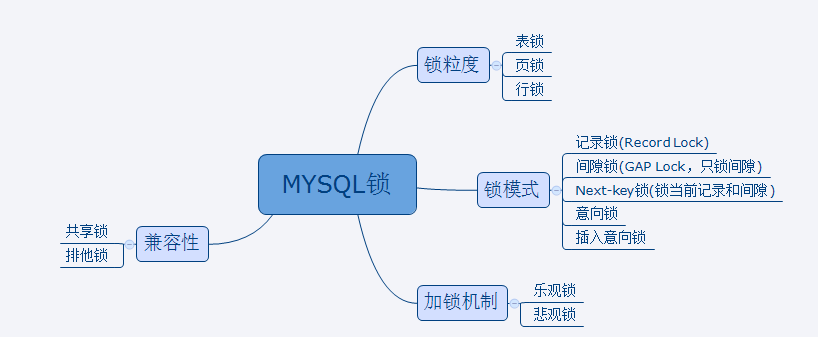 MYSQL锁
锁粒度
表锁
页锁
行锁
锁模式
记录锁(Record Lock)
间隙锁(GAP Lock，只锁间隙)
Next-key锁(锁当前记录和间隙)
意向锁
插入意向锁
加锁机制
乐观锁
悲观锁
兼容性
共享锁
排他锁